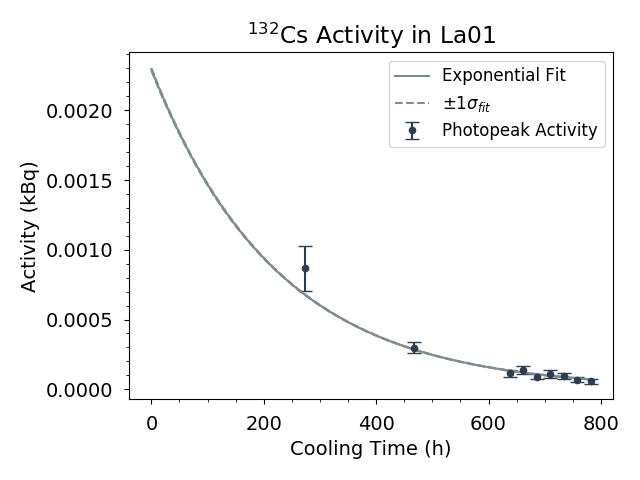 ¹³²Cs Activity in La01
Exponential Fit
±1σ_fit
Photopeak Activity
Activity (kBq)
0.0020
0.0015
0.0010
0.0005
0.0000
0 200 400 600 800
Cooling Time (h)